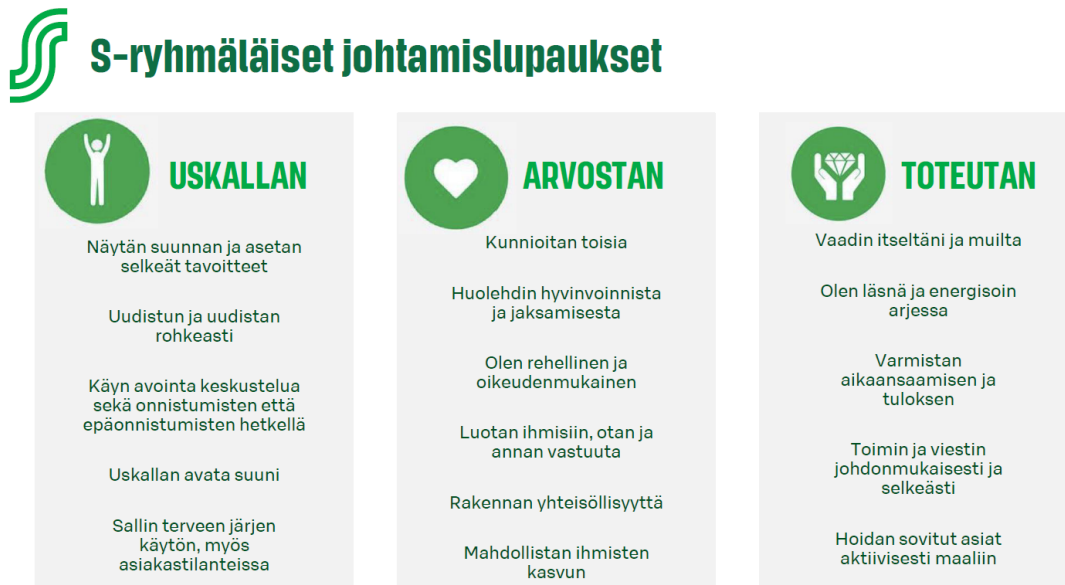 S-ryhmäläiset johtamislupaukset
USKALLAN
Näytän suunnan ja asetan
selkeät tavoitteet
Uudistun ja uudistan
rohkeasti
Käyn avointa keskustelua
sekä onnistumisten että
epäonnistumisten hetkellä
Uskallan avata suuni
Sallin terveen järjen
käytön, myös
asiakastilanteissa
ARVOSTAN
Kunnioitan toisia
Huolehdin hyvinvoinnista
ja jaksamisesta
Olen rehellinen ja
oikeudenmukainen
Luotan ihmisiin, otan ja
annan vastuuta
Rakennan yhteisöllisyyttä
Mahdollistan ihmisten
kasvun
TOTEUTAN
Vaadin itseltäni ja muilta
Olen läsnä ja energisoin
arjessa
Varmistan
aikaansaamisen ja
tuloksen
Toimin ja viestin
johdonmukaisesti ja
selkeästi
Hoidan sovitut asiat
aktiivisesti maaliin